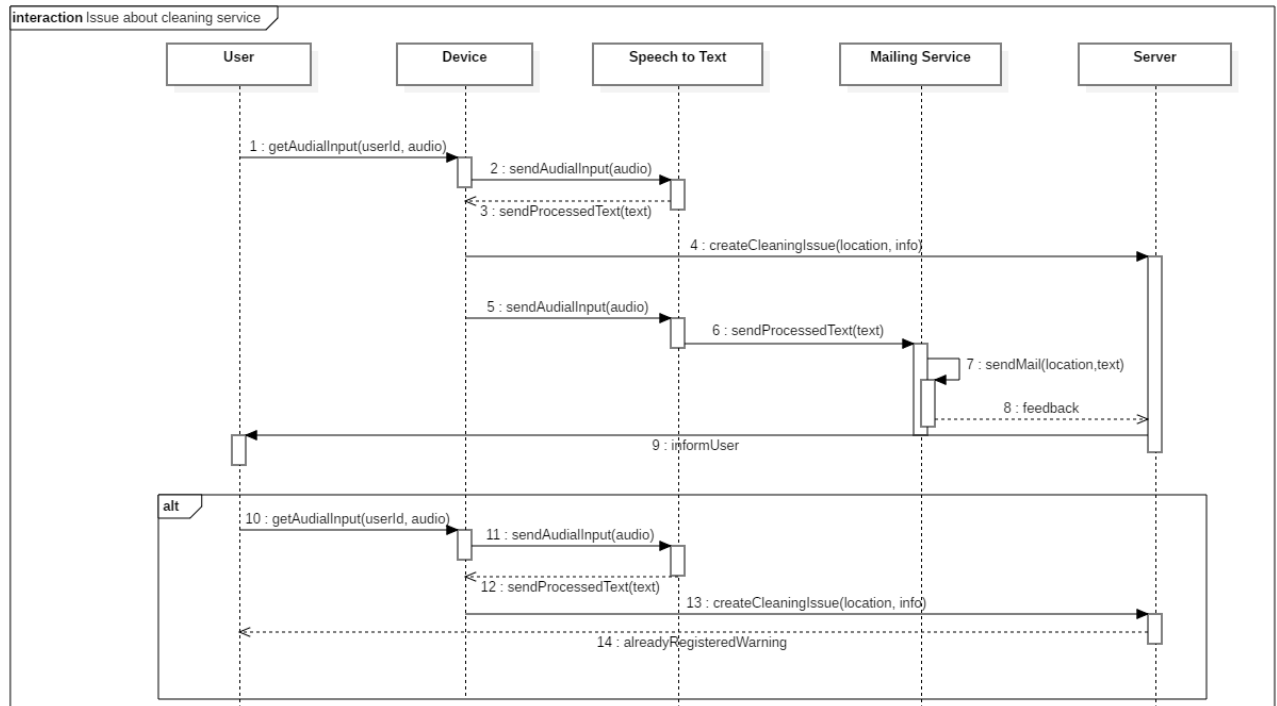 interaction Issue about cleaning service
User
Device
Speech to Text
Mailing Service
Server
1 : getAudialInput(userId, audio)
2 : sendAudialInput(audio)
3 : sendProcessedText(text)
4 : createCleaningIssue(location, info)
5 : sendAudialInput(audio)
6 : sendProcessedText(text)
7 : sendMail(location,text)
8 : feedback
9 : informUser
alt
10 : getAudialInput(userId, audio)
11 : sendAudialInput(audio)
12 : sendProcessedText(text)
13 : createCleaningIssue(location, info)
14 : alreadyRegisteredWarning